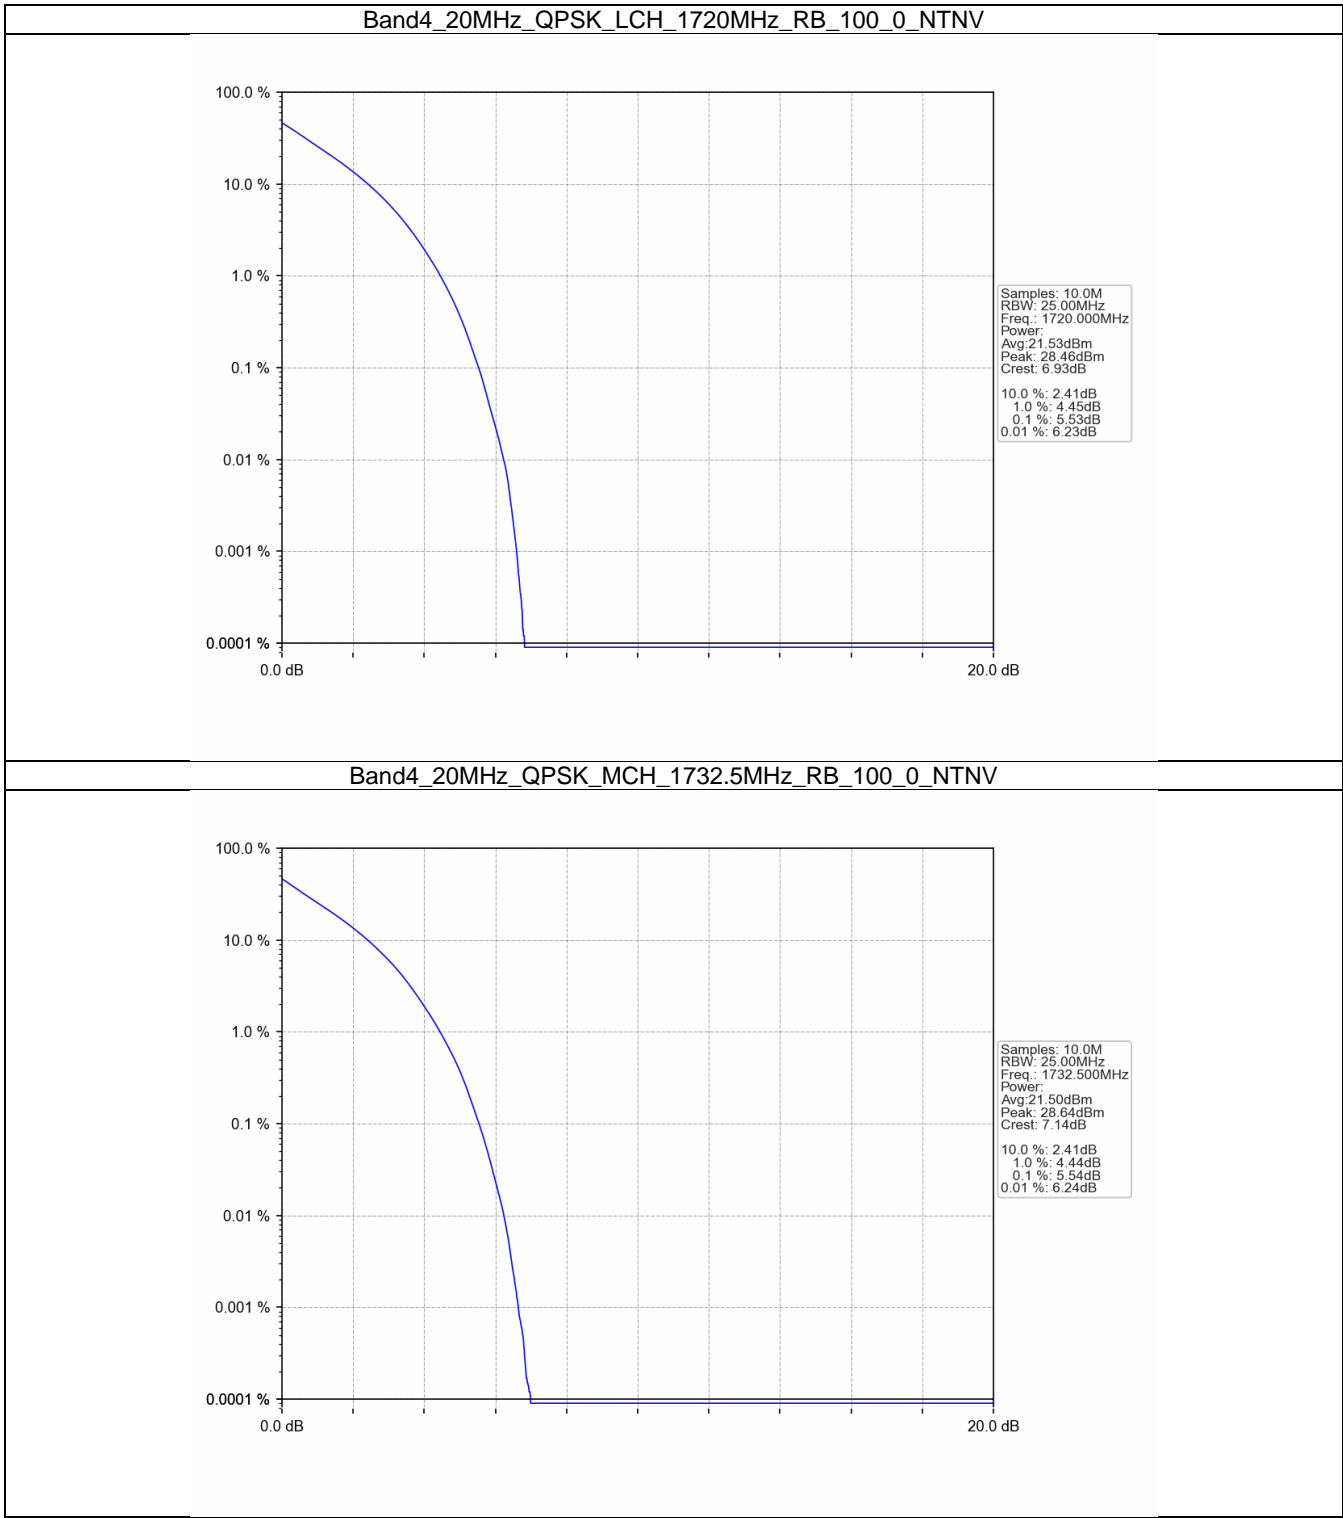 Band4_20MHz_QPSK_LCH_1720MHz_RB_100_0_NTNV
100.0 %
10.0 %
1.0 %
0.1 %
0.01 %
0.001 %
0.0001 %
0.0 dB
20.0 dB
Samples: 10.0M
RBW: 25.00MHz
Freq.: 1720.000MHz
Power:
Avg:21.53dBm
Peak: 28.46dBm
Crest: 6.93dB
10.0 %: 2.41dB
1.0 %: 4.45dB
0.1 %: 5.53dB
0.01 %: 6.23dB
Band4_20MHz_QPSK_MCH_1732.5MHz_RB_100_0_NTNV
100.0 %
10.0 %
1.0 %
0.1 %
0.01 %
0.001 %
0.0001 %
0.0 dB
20.0 dB
Samples: 10.0M
RBW: 25.00MHz
Freq.: 1732.500MHz
Power:
Avg:21.50dBm
Peak: 28.64dBm
Crest: 7.14dB
10.0 %: 2.41dB
1.0 %: 4.44dB
0.1 %: 5.54dB
0.01 %: 6.24dB